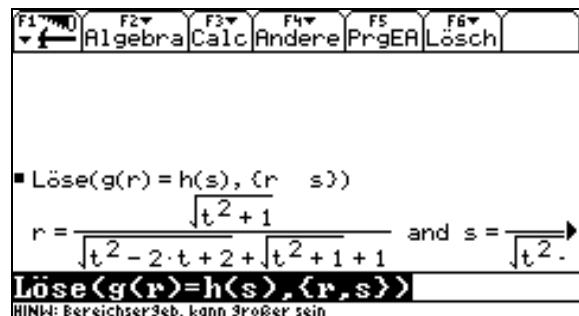 F1 F2▼ F3▼ F4▼ F5 F6▼
Algebra Calc Andere PrgEA Lösch
▪ Löse(g(r) = h(s), {r s})
r = √(t² + 1) / (√(t² - 2·t + 2) + √(t² + 1) + 1) and s = / √(t² -
Löse(g(r)=h(s),{r,s})
HINW: Bereichsergeb. kann größer sein